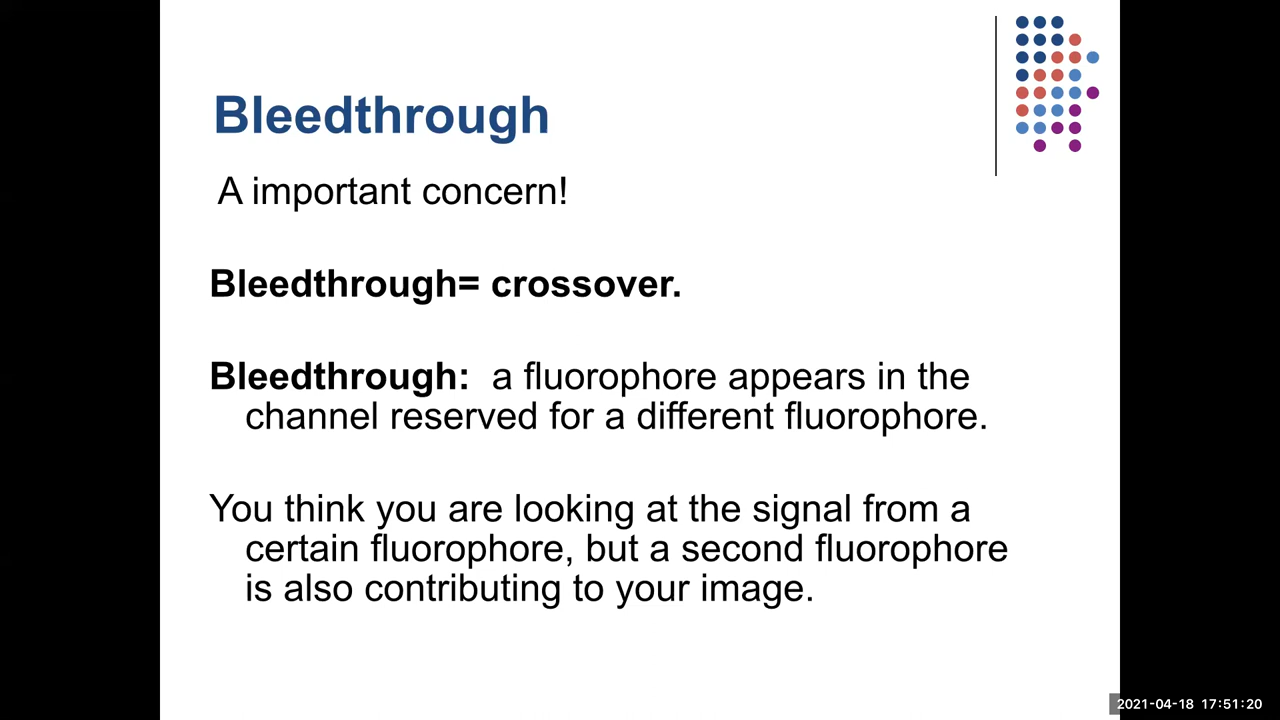 Bleedthrough
A important concern!
Bleedthrough= crossover.
Bleedthrough: a fluorophore appears in the
channel reserved for a different fluorophore.
You think you are looking at the signal from a
certain fluorophore, but a second fluorophore
is also contributing to your image.
2021-04-18 17:51:20